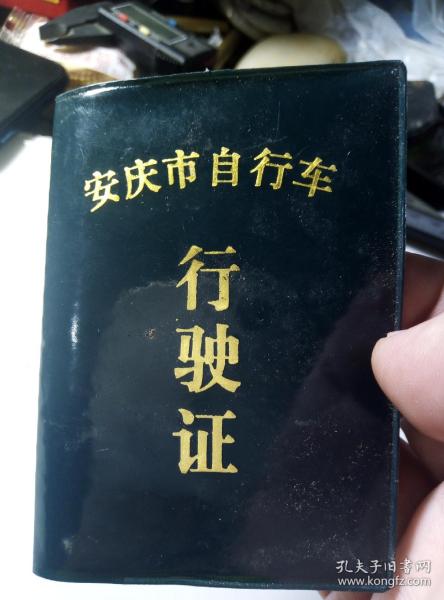 安庆市自行车
行
驶
证
孔夫子旧书网
www.kongfz.com